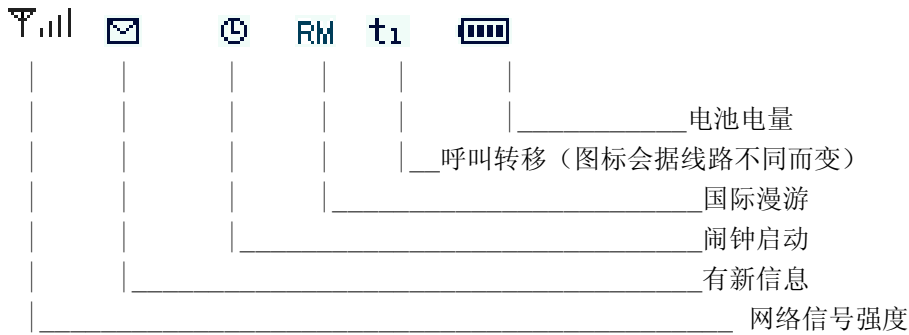 RM t1
电池电量
呼叫转移（图标会据线路不同而变）
国际漫游
闹钟启动
有新信息
网络信号强度